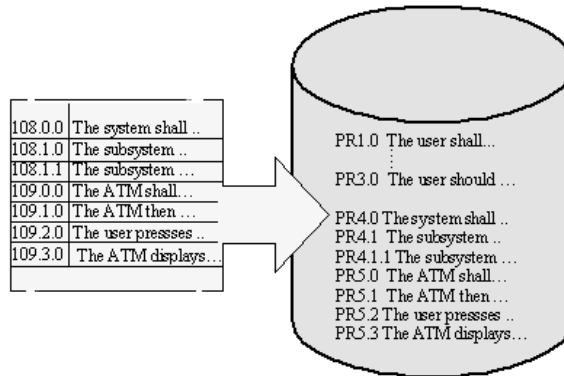 108.0.0 The system shall ..
108.1.0 The subsystem ..
108.1.1 The subsystem ...
109.0.0 The ATM shall...
109.1.0 The ATM then ...
109.2.0 The user pressses ..
109.3.0 The ATM displays...
PR1.0 The user shall...
PR3.0 The user should ...
PR4.0 The system shall ..
PR4.1 The subsystem ..
PR4.1.1 The subsystem ...
PR5.0 The ATM shall...
PR5.1 The ATM then ...
PR5.2 The user pressses ..
PR5.3 The ATM displays...